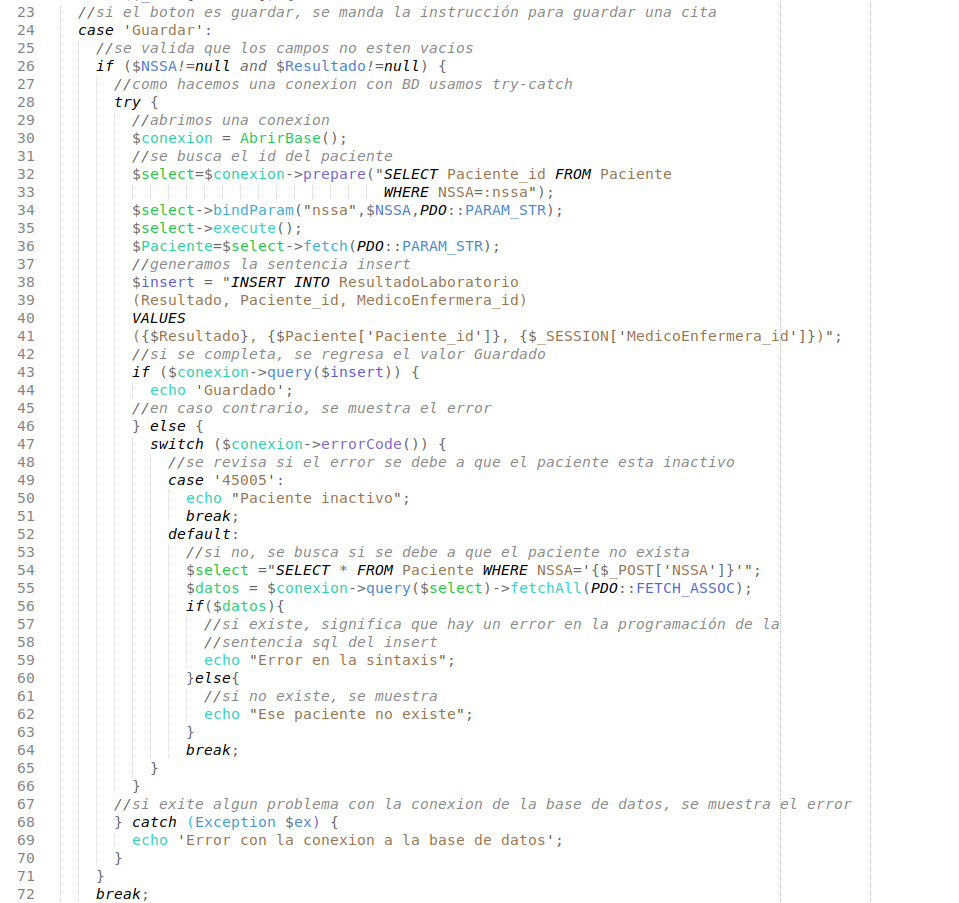 23 //si el boton es guardar, se manda la instrucción para guardar una cita
24 case 'Guardar':
25 //se valida que los campos no esten vacios
26 if ($NSSA!=null and $Resultado!=null) {
27 //como hacemos una conexion con BD usamos try-catch
28 try {
29 //abrimos una conexion
30 $conexion = AbrirBase();
31 //se busca el id del paciente
32 $select=$conexion->prepare("SELECT Paciente_id FROM Paciente
33 WHERE NSSA=:nssa");
34 $select->bindParam("nssa",$NSSA,PDO::PARAM_STR);
35 $select->execute();
36 $Paciente=$select->fetch(PDO::PARAM_STR);
37 //generamos la sentencia insert
38 $insert = "INSERT INTO ResultadoLaboratorio
39 (Resultado, Paciente_id, MedicoEnfermera_id)
40 VALUES
41 ({$Resultado}, {$Paciente['Paciente_id']}, {$_SESSION['MedicoEnfermera_id']})";
42 //si se completa, se regresa el valor Guardado
43 if ($conexion->query($insert)) {
44 echo 'Guardado';
45 //en caso contrario, se muestra el error
46 } else {
47 switch ($conexion->errorCode()) {
48 //se revisa si el error se debe a que el paciente esta inactivo
49 case '45005':
50 echo "Paciente inactivo";
51 break;
52 default:
53 //si no, se busca si se debe a que el paciente no exista
54 $select ="SELECT * FROM Paciente WHERE NSSA='{$_POST['NSSA']}'";
55 $datos = $conexion->query($select)->fetchAll(PDO::FETCH_ASSOC);
56 if($datos){
57 //si existe, significa que hay un error en la programación de la
58 //sentencia sql del insert
59 echo "Error en la sintaxis";
60 }else{
61 //si no existe, se muestra
62 echo "Ese paciente no existe";
63 }
64 break;
65 }
66 }
67 //si exite algun problema con la conexion de la base de datos, se muestra el error
68 } catch (Exception $ex) {
69 echo 'Error con la conexion a la base de datos';
70 }
71 }
72 break;